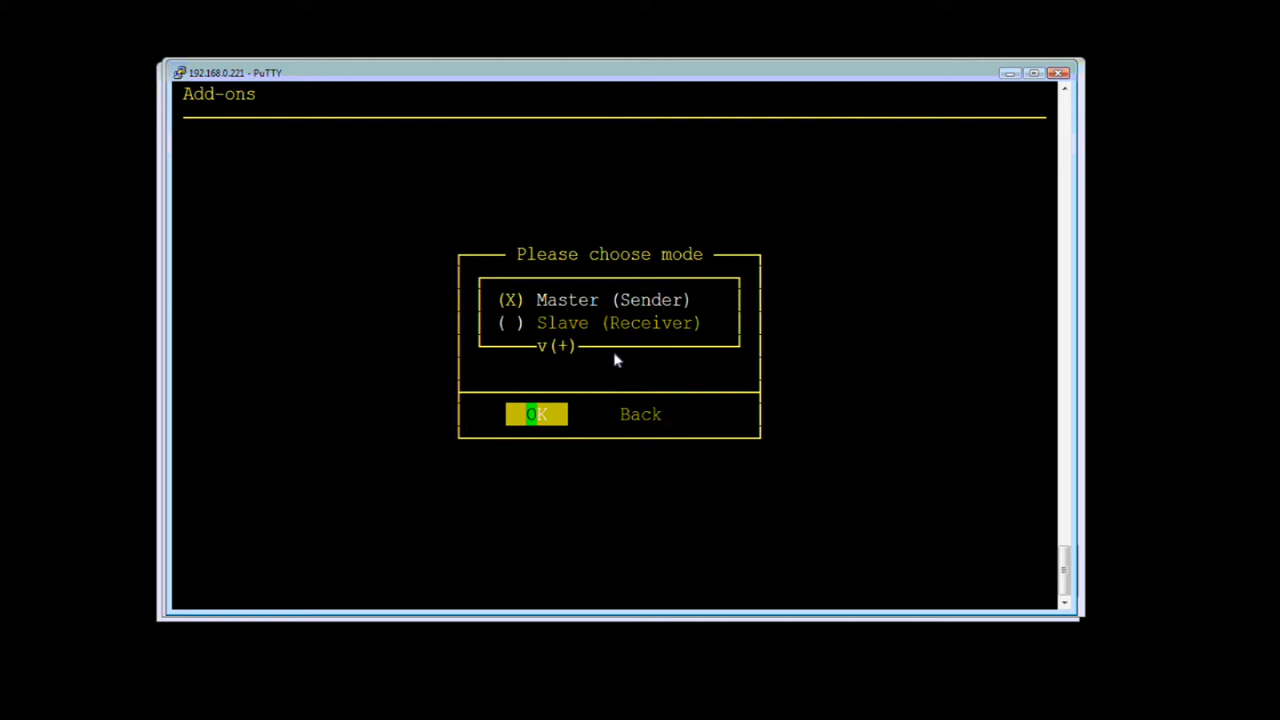 192.168.0.221 - PuTTY
Add-ons
Please choose mode
(X) Master (Sender)
( ) Slave (Receiver)
v(+)
OK Back